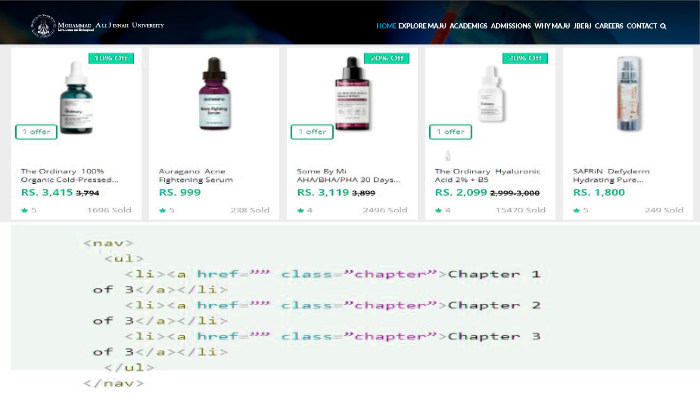 MOHAMMAD ALI JINNAH UNIVERSITY
HOME EXPLORE MAJU ACADEMICS ADMISSIONS WHY MAJU JBERJ CAREERS CONTACT
10% Off
1 offer
The Ordinary 100%
Organic Cold-Pressed...
RS. 3,415 3,794
5 1696 Sold
Auragano Acne
Fightening Serum
RS. 999
5 238 Sold
20% Off
1 offer
Some By Mi
AHA/BHA/PHA 30 Days...
RS. 3,119 3,899
4 2496 Sold
1 offer
The Ordinary Hyaluronic
Acid 2% + B5
RS. 2,099 2,999-3,000
4 15470 Sold
SAFRiN Defyderm
Hydrating Pure...
RS. 1,800
5 249 Sold
<nav>
<ul>
<li><a href="” class=”chapter”>Chapter 1
of 3</a></li>
<li><a href=”” class=”chapter”>Chapter 2
of 3</a></li>
<li><a href=”” class=”chapter”>Chapter 3
of 3</a></li>
</ul>
</nav>